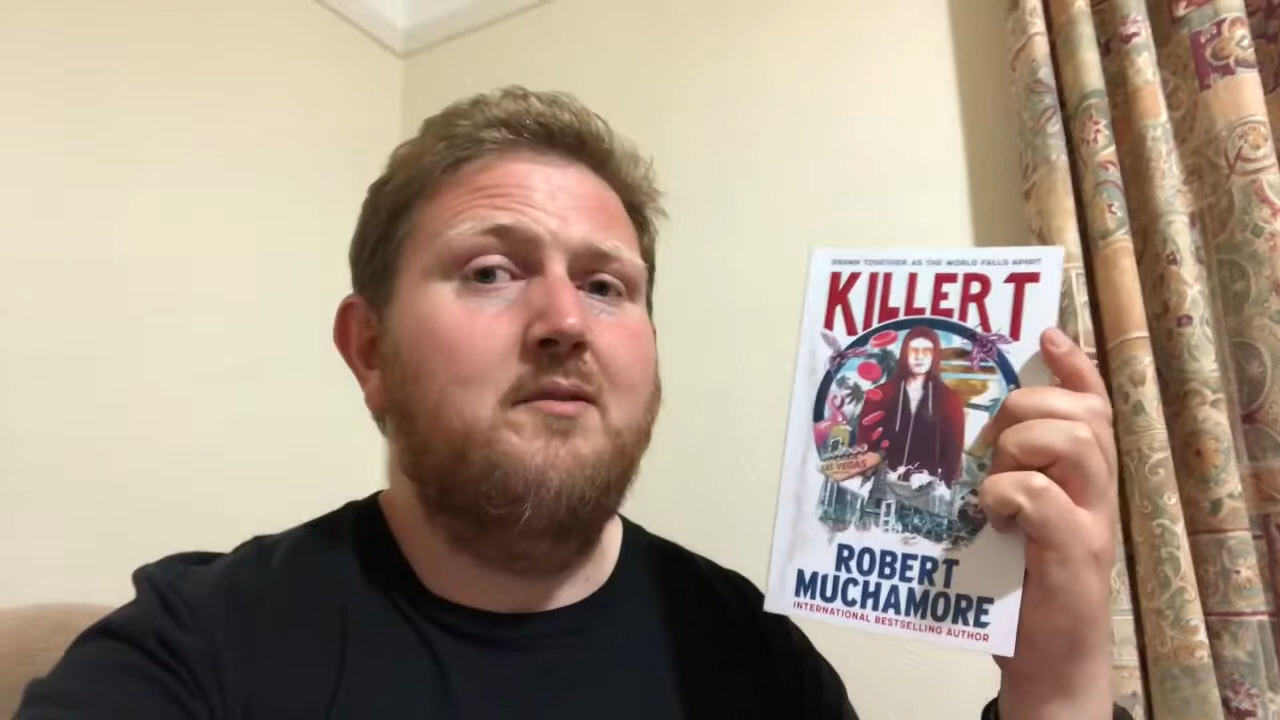 DRAWN TOGETHER AS THE WORLD FALLS APART
KILLER T
LAS VEGAS
ROBERT
MUCHAMORE
INTERNATIONAL BESTSELLING AUTHOR